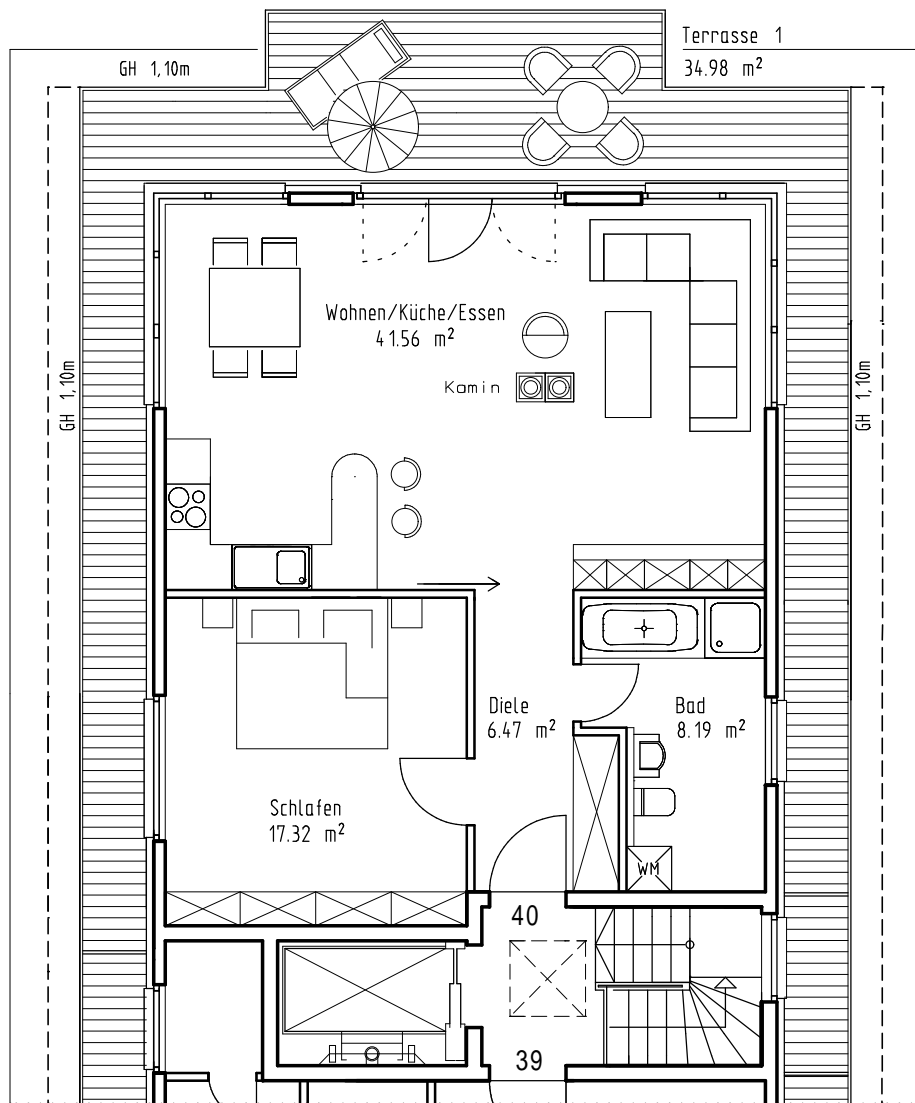 Terrasse 1
34.98 m²
GH 1,10m
Wohnen/Küche/Essen
41.56 m²
Kamin
GH 1,10m
GH 1,10m
Diele
6.47 m²
Bad
8.19 m²
Schlafen
17.32 m²
WM
40
39